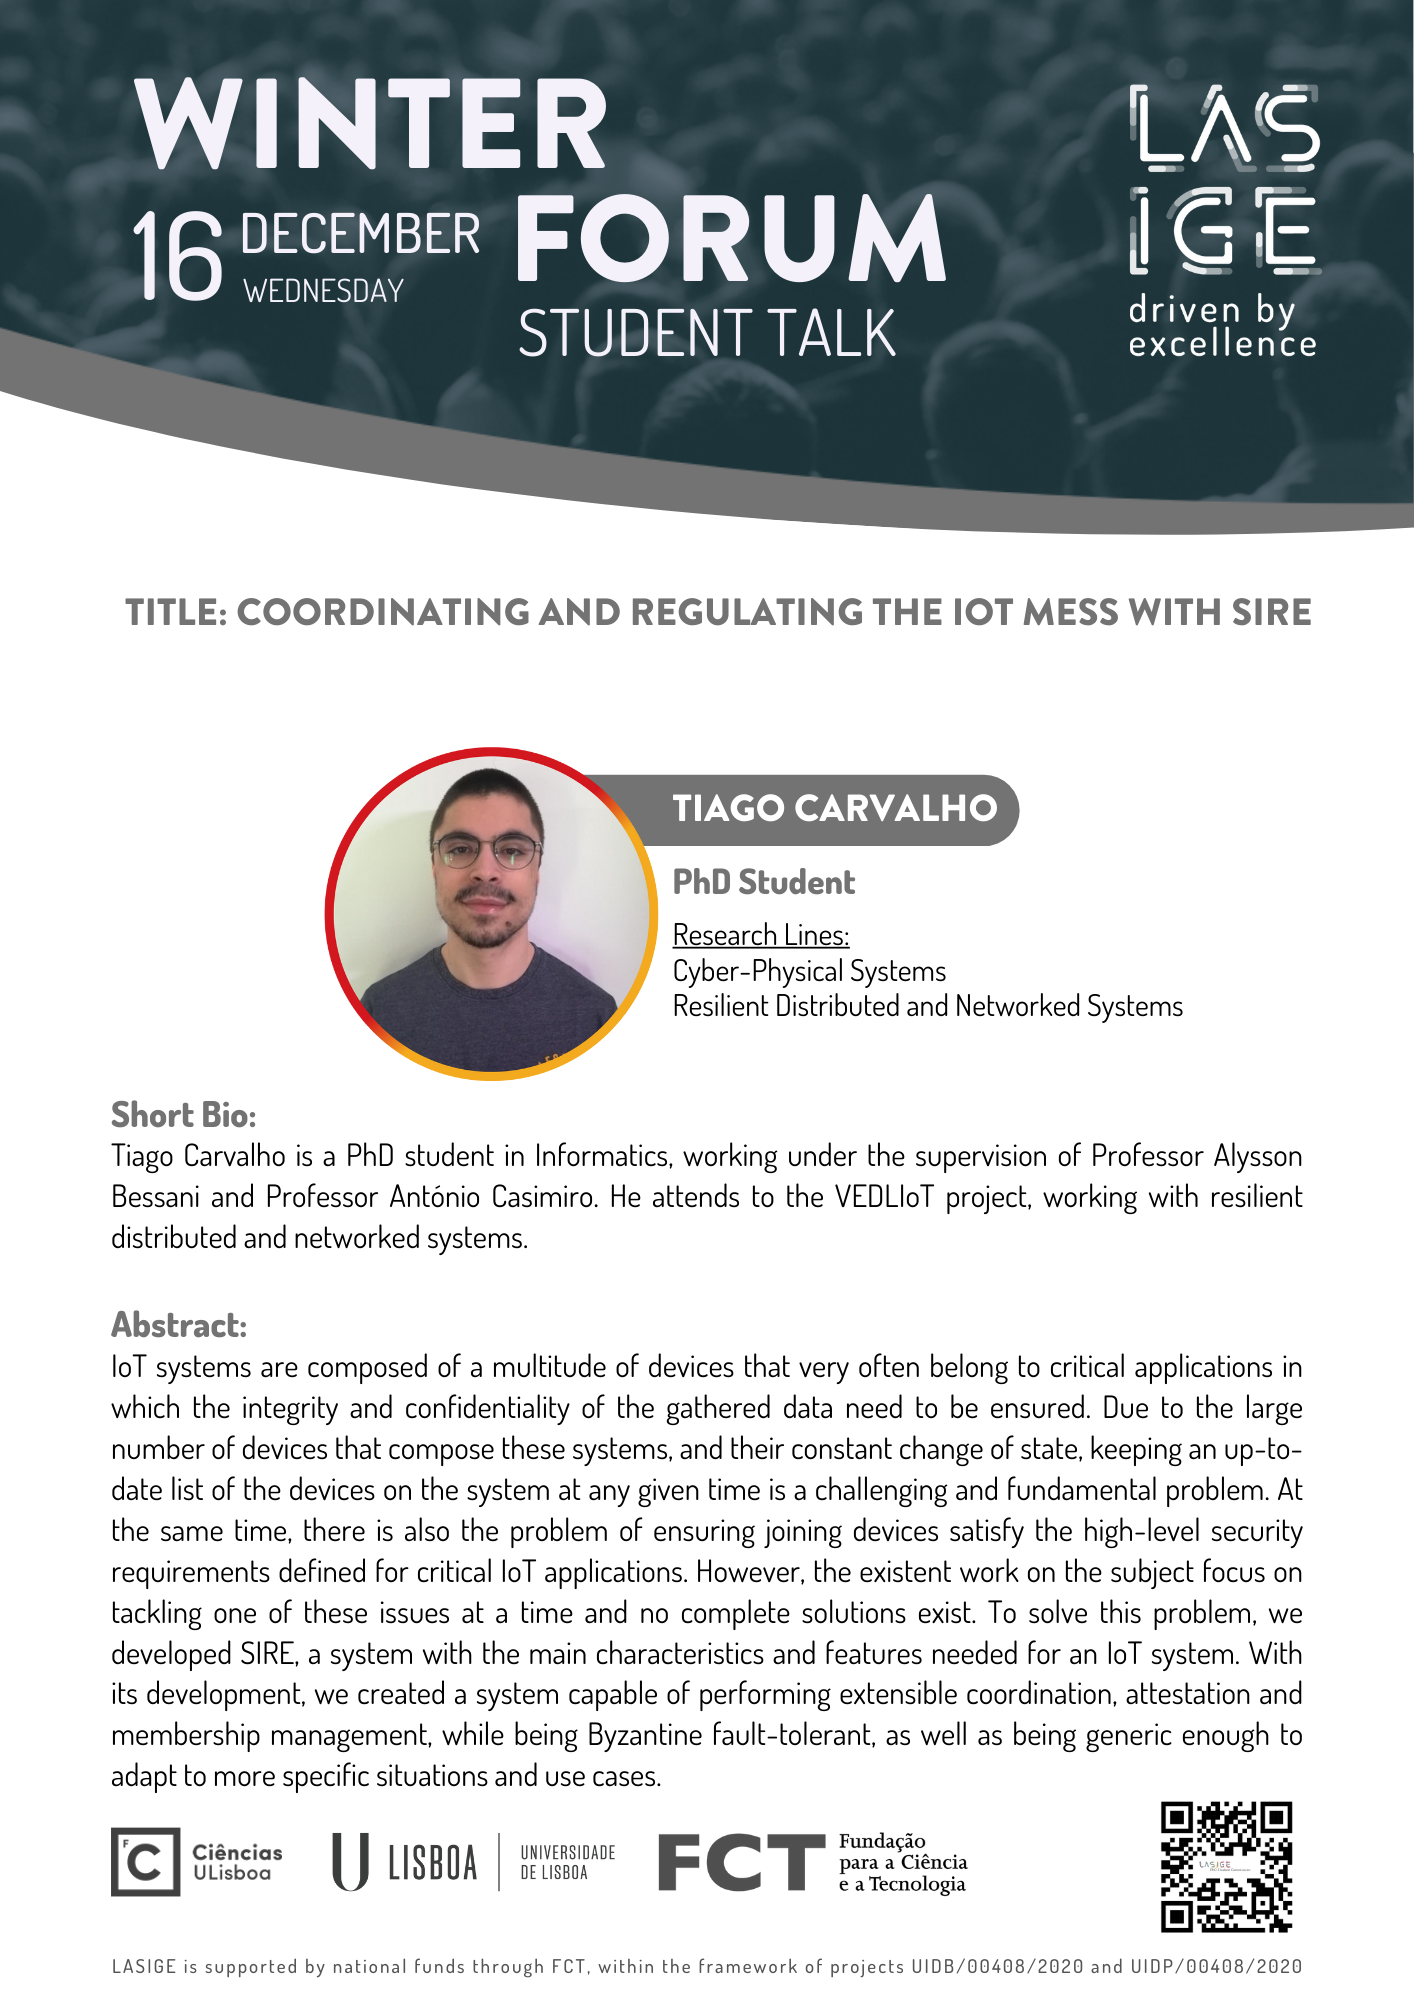 WINTER
FORUM
16 DECEMBER
WEDNESDAY
STUDENT TALK
LAS
IGE
driven by
excellence
TITLE: COORDINATING AND REGULATING THE IOT MESS WITH SIRE
TIAGO CARVALHO
PhD Student
Research Lines:
Cyber-Physical Systems
Resilient Distributed and Networked Systems
Short Bio:
Tiago Carvalho is a PhD student in Informatics, working under the supervision of Professor Alysson
Bessani and Professor António Casimiro. He attends to the VEDLIoT project, working with resilient
distributed and networked systems.
Abstract:
IoT systems are composed of a multitude of devices that very often belong to critical applications in
which the integrity and confidentiality of the gathered data need to be ensured. Due to the large
number of devices that compose these systems, and their constant change of state, keeping an up-to-
date list of the devices on the system at any given time is a challenging and fundamental problem. At
the same time, there is also the problem of ensuring joining devices satisfy the high-level security
requirements defined for critical IoT applications. However, the existent work on the subject focus on
tackling one of these issues at a time and no complete solutions exist. To solve this problem, we
developed SIRE, a system with the main characteristics and features needed for an IoT system. With
its development, we created a system capable of performing extensible coordination, attestation and
membership management, while being Byzantine fault-tolerant, as well as being generic enough to
adapt to more specific situations and use cases.
F
C
Ciências
ULisboa
U LISBOA
UNIVERSIDADE
DE LISBOA
FCT
Fundação
para a Ciência
e a Tecnologia
LASIGE
LASIGE is supported by national funds through FCT, within the framework of projects UIDB/00408/2020 and UIDP/00408/2020